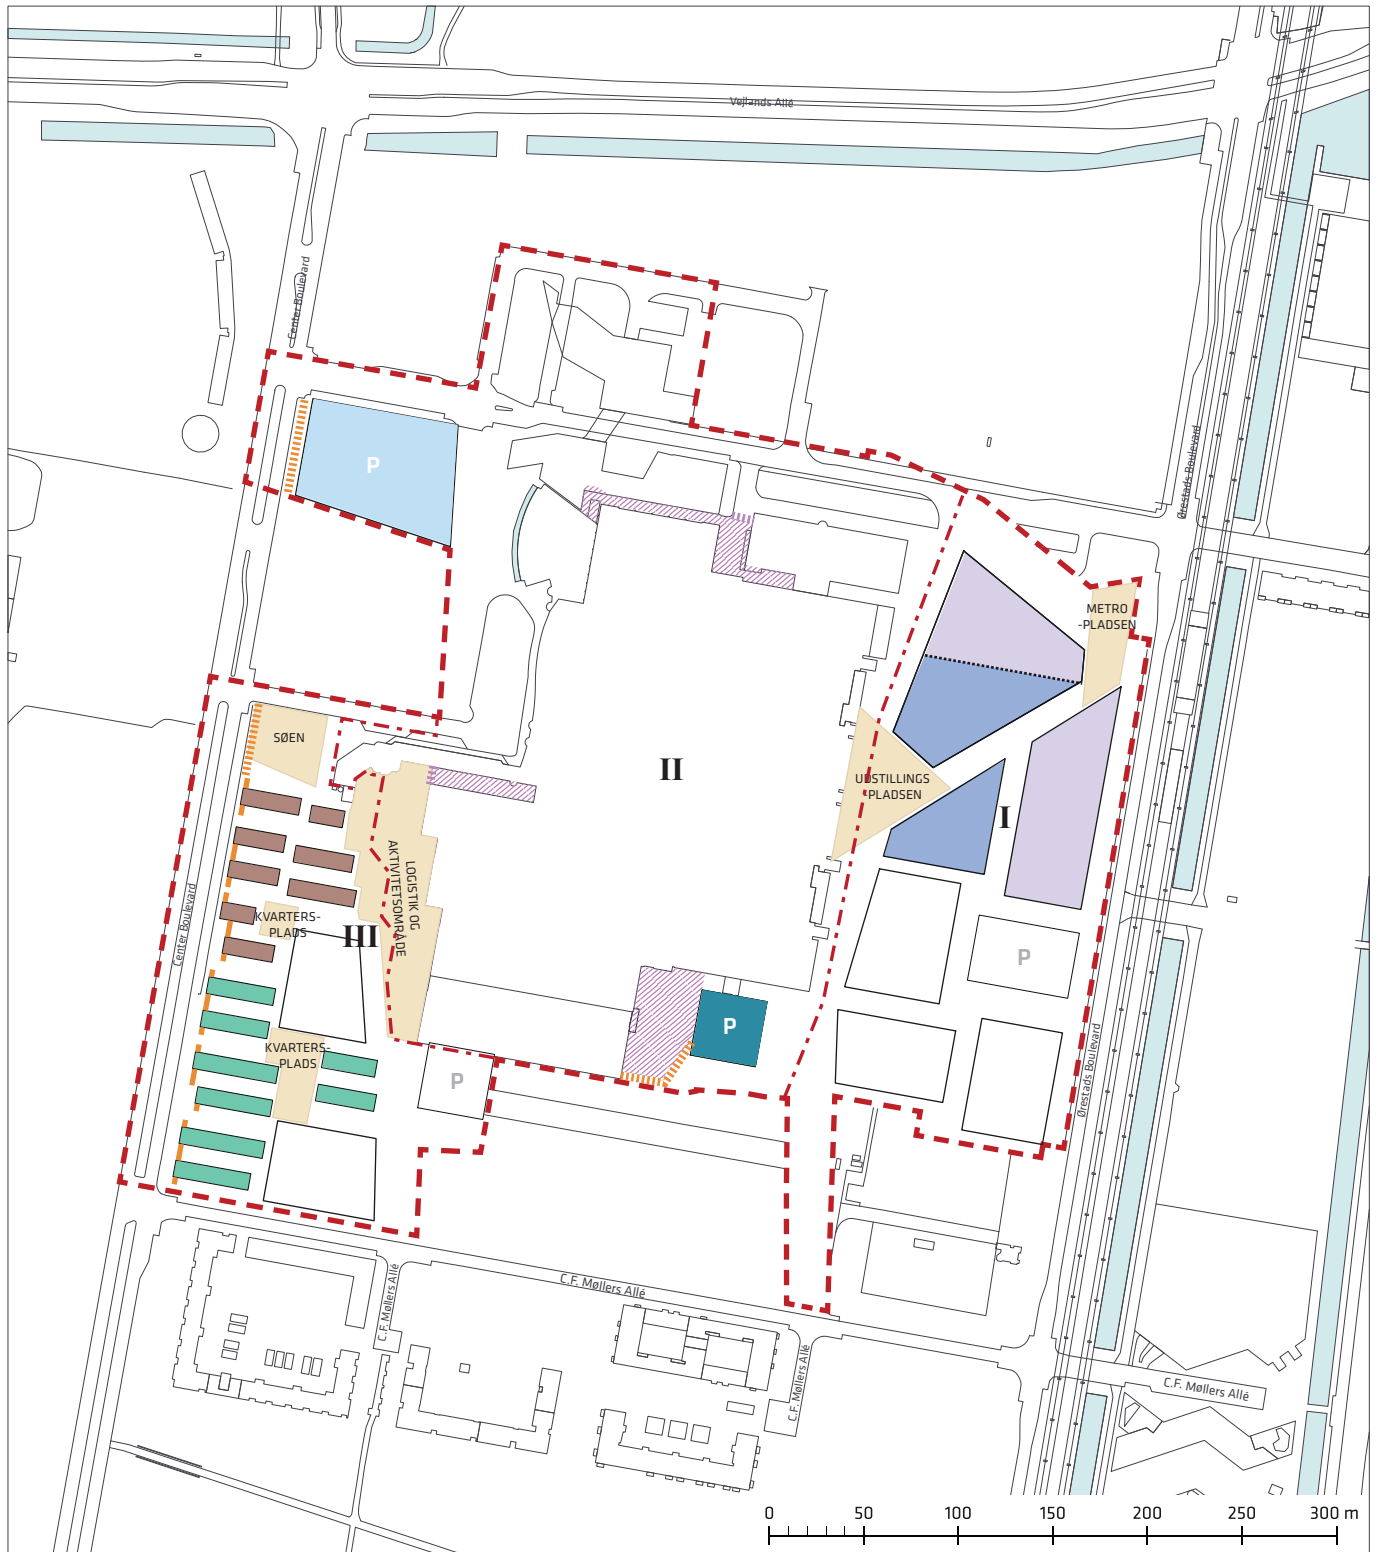 Vejlands Allé
Center Boulevard
P
Ørestads Boulevard
METRO
-PLADSEN
SØEN
II
UDSTILLINGS
-PLADSEN
I
LOGISTIK OG
AKTIVITETSOMRÅDE
KVARTERS-
PLADS
III
Center Boulevard
P
P
KVARTERS-
PLADS
P
Ørestads Boulevard
C.F. Møllers Allé
C.F. Møllers Allé
C.F. Møllers Allé
C.F. Møllers Allé
0 50 100 150 200 250 300 m